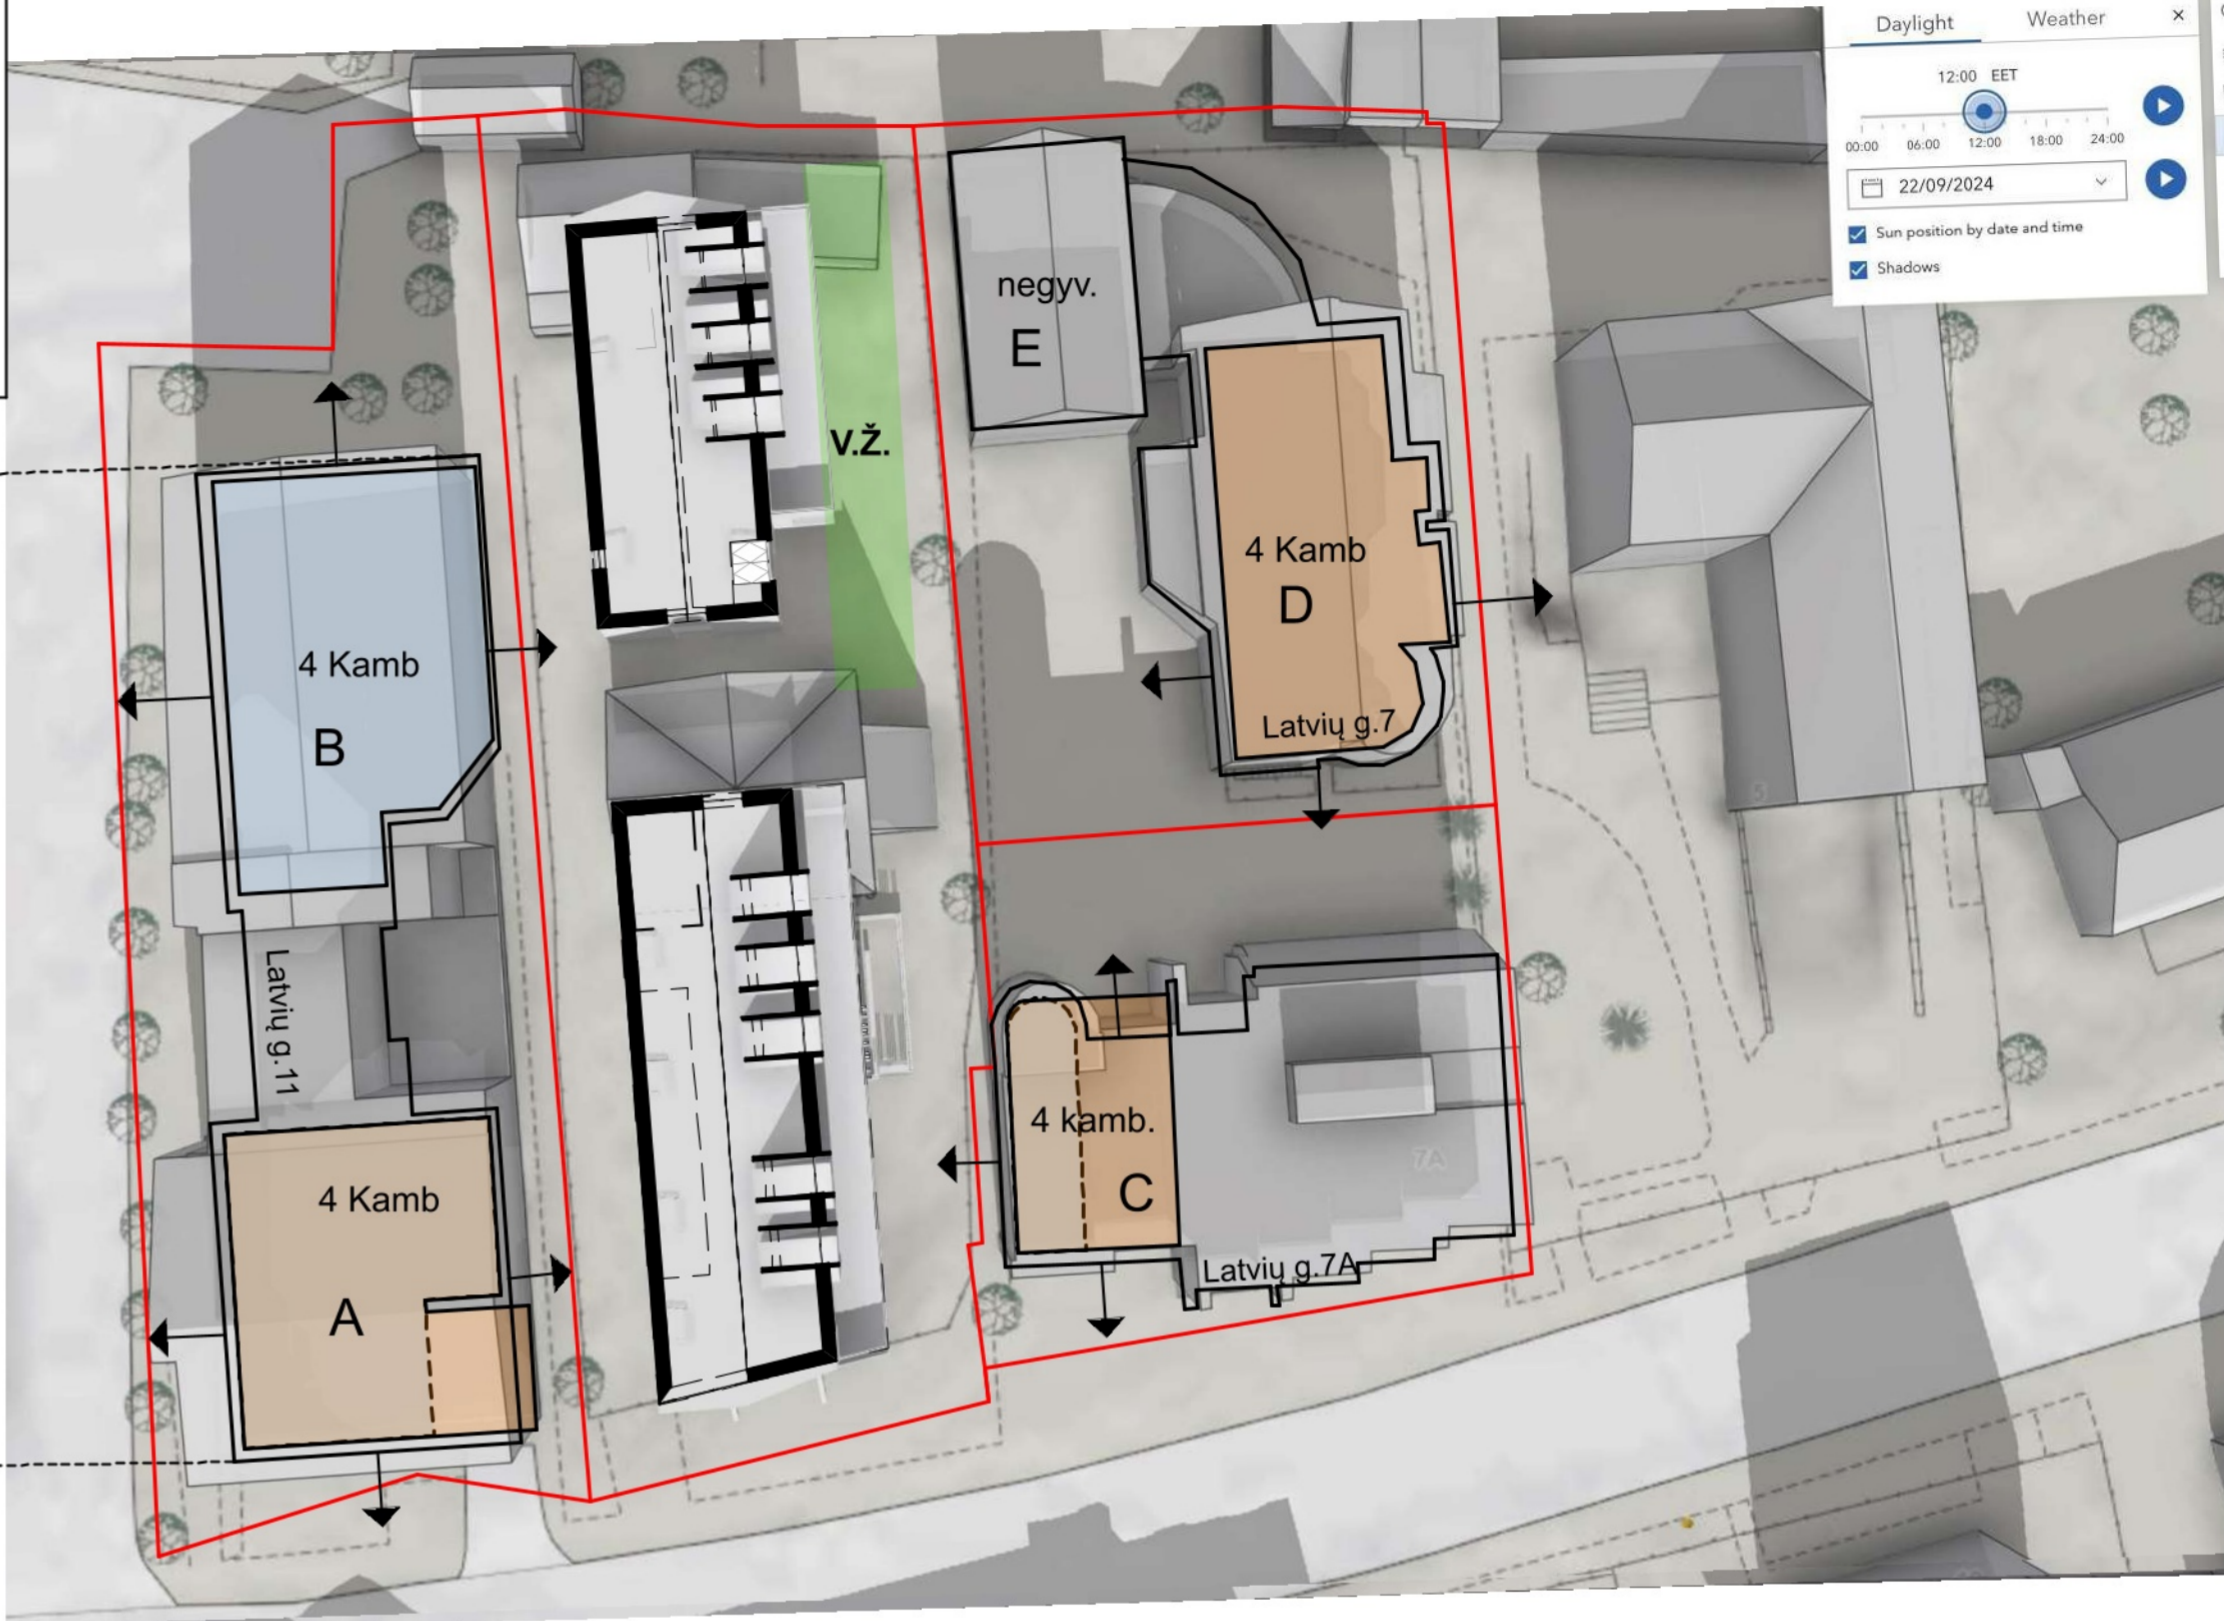 Daylight Weather ×
12:00 EET
00:00 06:00 12:00 18:00 24:00
22/09/2024
Sun position by date and time
Shadows
negyv.
E
V.Ž.
4 Kamb
D
Latvių g.7
4 Kamb
B
Latvių g.11
5
4 kamb.
C
7A
Latvių g.7A
4 Kamb
A